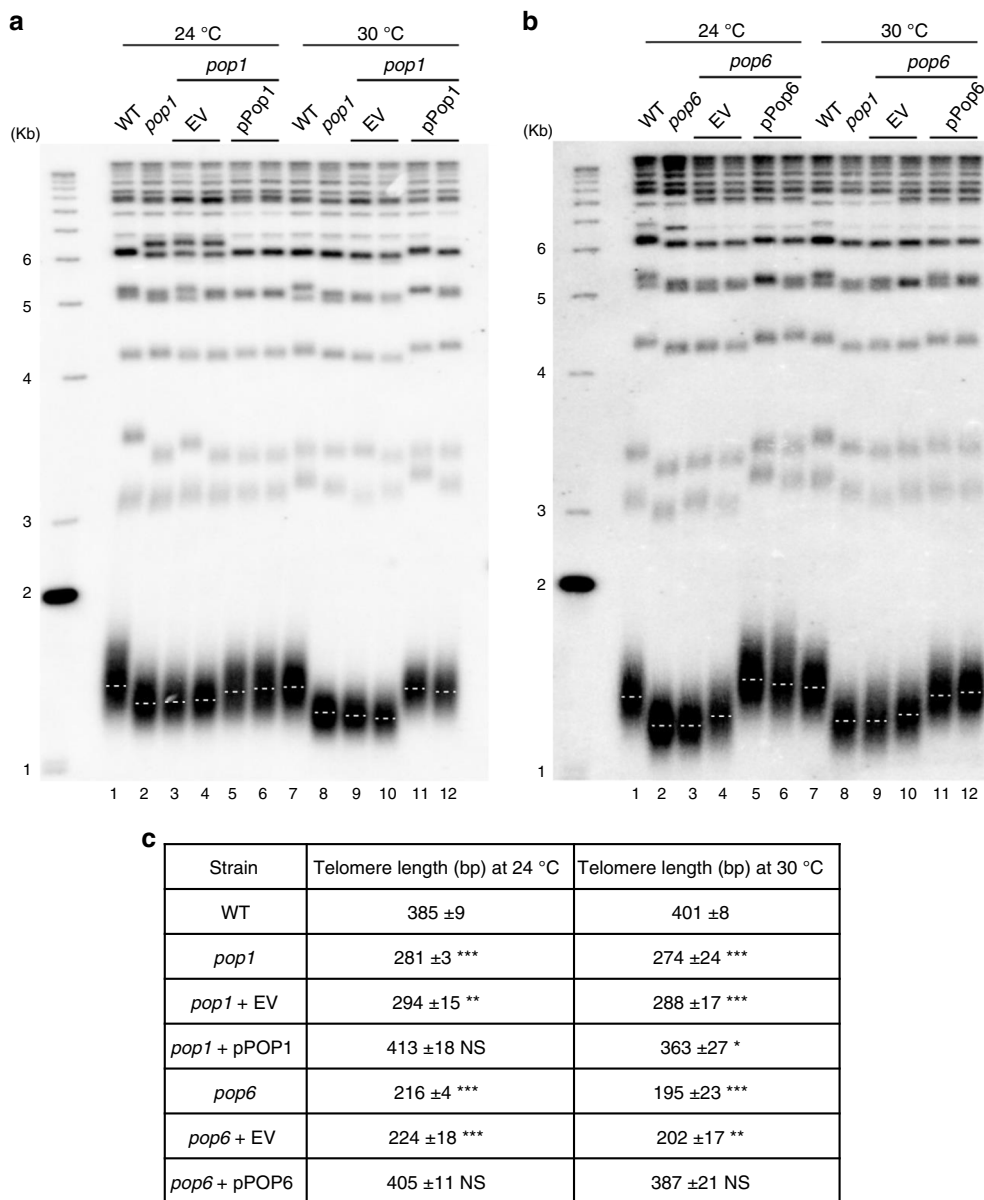 a
24 °C 30 °C
pop1 pop1
WT pop1 EV pPop1 WT pop1 EV pPop1
(Kb)
6
5
4
3
2
1
1 2 3 4 5 6 7 8 9 10 11 12
b
24 °C 30 °C
pop6 pop6
WT pop6 EV pPop6 WT pop1 EV pPop6
(Kb)
6
5
4
3
2
1
1 2 3 4 5 6 7 8 9 10 11 12
c
Strain Telomere length (bp) at 24 °C Telomere length (bp) at 30 °C
WT 385 ±9 401 ±8
pop1 281 ±3 *** 274 ±24 ***
pop1 + EV 294 ±15 ** 288 ±17 ***
pop1 + pPOP1 413 ±18 NS 363 ±27 *
pop6 216 ±4 *** 195 ±23 ***
pop6 + EV 224 ±18 *** 202 ±17 **
pop6 + pPOP6 405 ±11 NS 387 ±21 NS